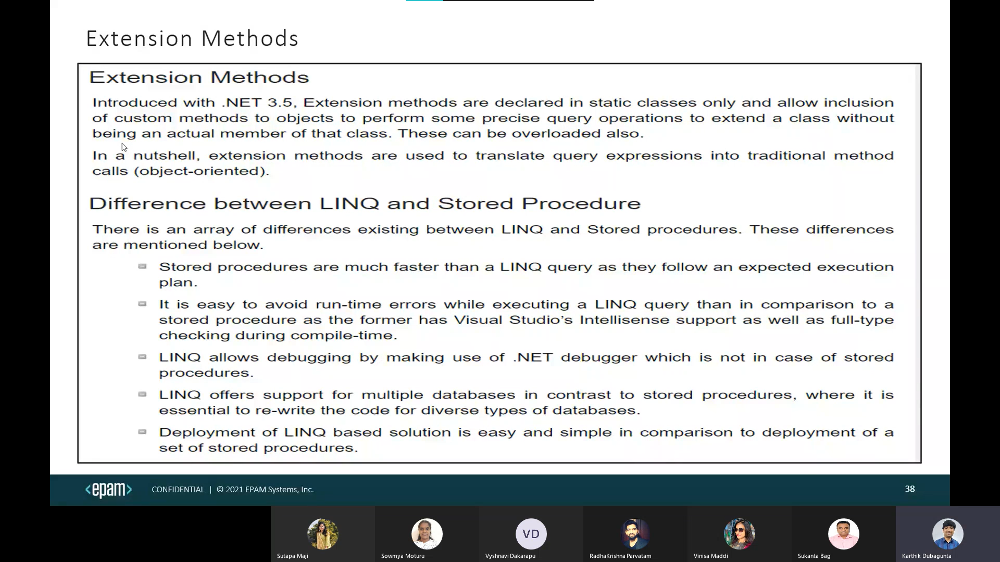 Extension Methods
Extension Methods
Introduced with .NET 3.5, Extension methods are declared in static classes only and allow inclusion
of custom methods to objects to perform some precise query operations to extend a class without
being an actual member of that class. These can be overloaded also.
In a nutshell, extension methods are used to translate query expressions into traditional method
calls (object-oriented).
Difference between LINQ and Stored Procedure
There is an array of differences existing between LINQ and Stored procedures. These differences
are mentioned below.
Stored procedures are much faster than a LINQ query as they follow an expected execution
plan.
It is easy to avoid run-time errors while executing a LINQ query than in comparison to a
stored procedure as the former has Visual Studio’s Intellisense support as well as full-type
checking during compile-time.
LINQ allows debugging by making use of .NET debugger which is not in case of stored
procedures.
LINQ offers support for multiple databases in contrast to stored procedures, where it is
essential to re-write the code for diverse types of databases.
Deployment of LINQ based solution is easy and simple in comparison to deployment of a
set of stored procedures.
<epam> CONFIDENTIAL | © 2021 EPAM Systems, Inc. 38
VD
Sutapa Maji Sowmya Moturu Vyshnavi Dakarapu RadhaKrishna Parvatam Vinisa Maddi Sukanta Bag Karthik Dubagunta